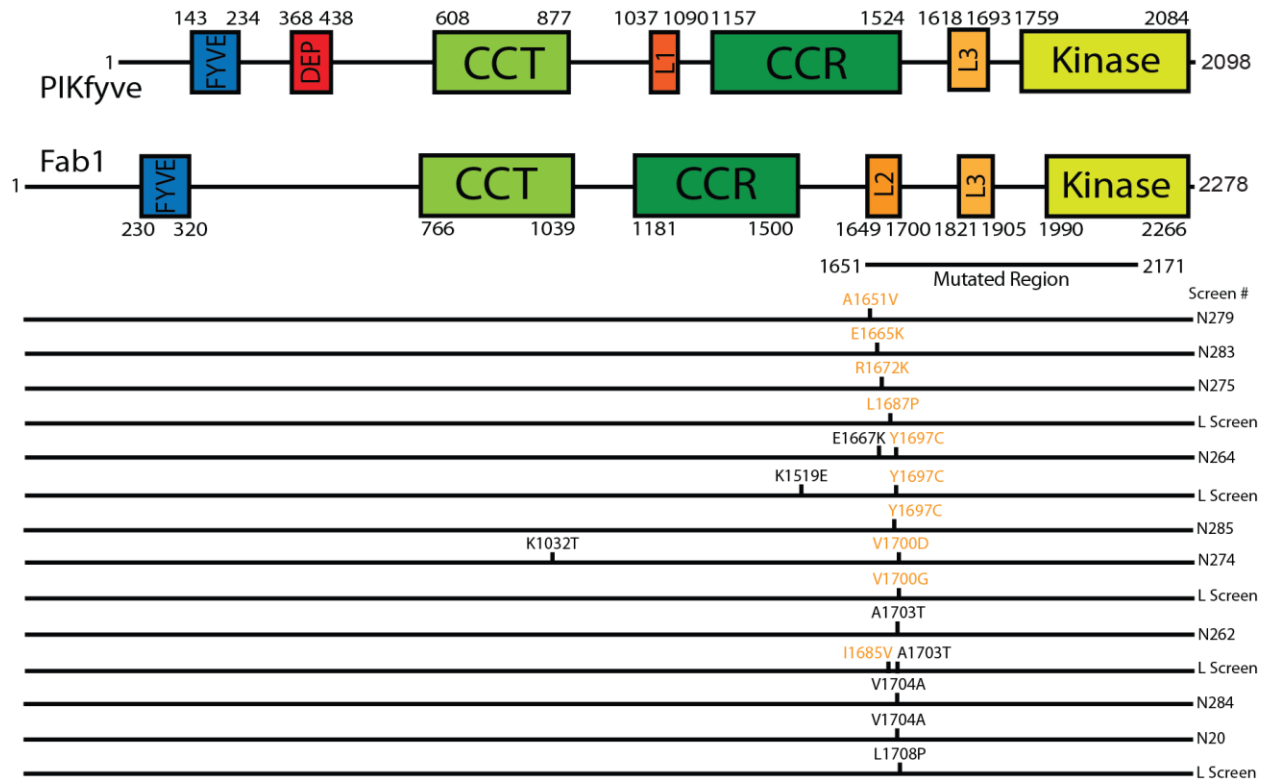 143 234 368 438 608 877 1037 1090 1157 1524 1618 1693 1759 2084
1 FYVE DEP CCT L1 CCR L3 Kinase 2098
PIKfyve
Fab1
1 FYVE CCT CCR L2 L3 Kinase 2278
230 320 766 1039 1181 1500 1649 1700 1821 1905 1990 2266
1651 2171
Mutated Region
Screen #
A1651V
N279
E1665K
N283
R1672K
N275
L1687P
L Screen
E1667K Y1697C
N264
K1519E Y1697C
L Screen
Y1697C
N285
K1032T V1700D
N274
V1700G
L Screen
A1703T
N262
I1685V A1703T
L Screen
V1704A
N284
V1704A
N20
L1708P
L Screen